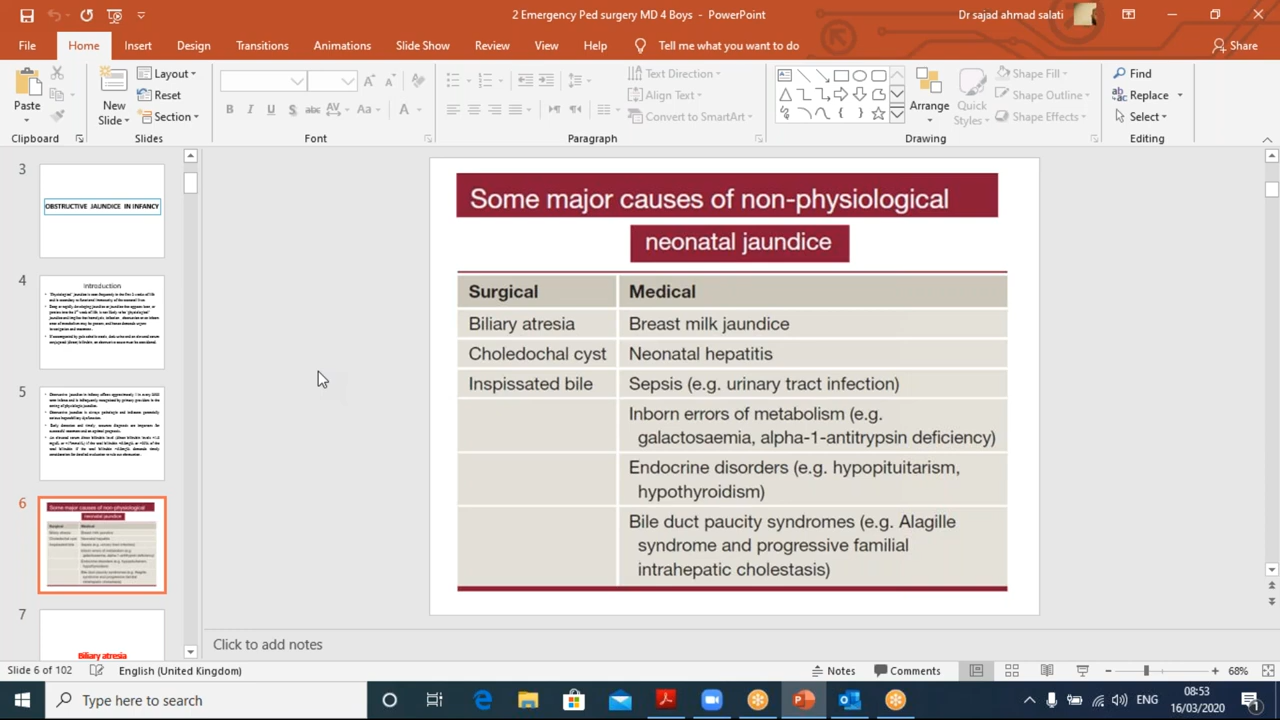 2 Emergency Ped surgery MD 4 Boys - PowerPoint
Dr sajad ahmad salati
File Home Insert Design Transitions Animations Slide Show Review View Help Tell me what you want to do
Share
Paste
New Slide
Layout
Reset
Section
Text Direction
Align Text
Convert to SmartArt
Arrange
Quick Styles
Shape Fill
Shape Outline
Shape Effects
Find
Replace
Select
Clipboard Slides Font Paragraph Drawing Editing
3
OBSTRUCTIVE JAUNDICE IN INFANCY
4
Introduction
5
6
7
Biliary atresia
Some major causes of non-physiological
neonatal jaundice
Surgical Medical
Biliary atresia Breast milk jaundice
Choledochal cyst Neonatal hepatitis
Inspissated bile Sepsis (e.g. urinary tract infection)
Inborn errors of metabolism (e.g.
galactosaemia, alpha-1-antitrypsin deficiency)
Endocrine disorders (e.g. hypopituitarism,
hypothyroidism)
Bile duct paucity syndromes (e.g. Alagille
syndrome and progressive familial
intrahepatic cholestasis)
Click to add notes
Slide 6 of 102 English (United Kingdom) Notes Comments 68%
Type here to search
ENG
08:53
16/03/2020